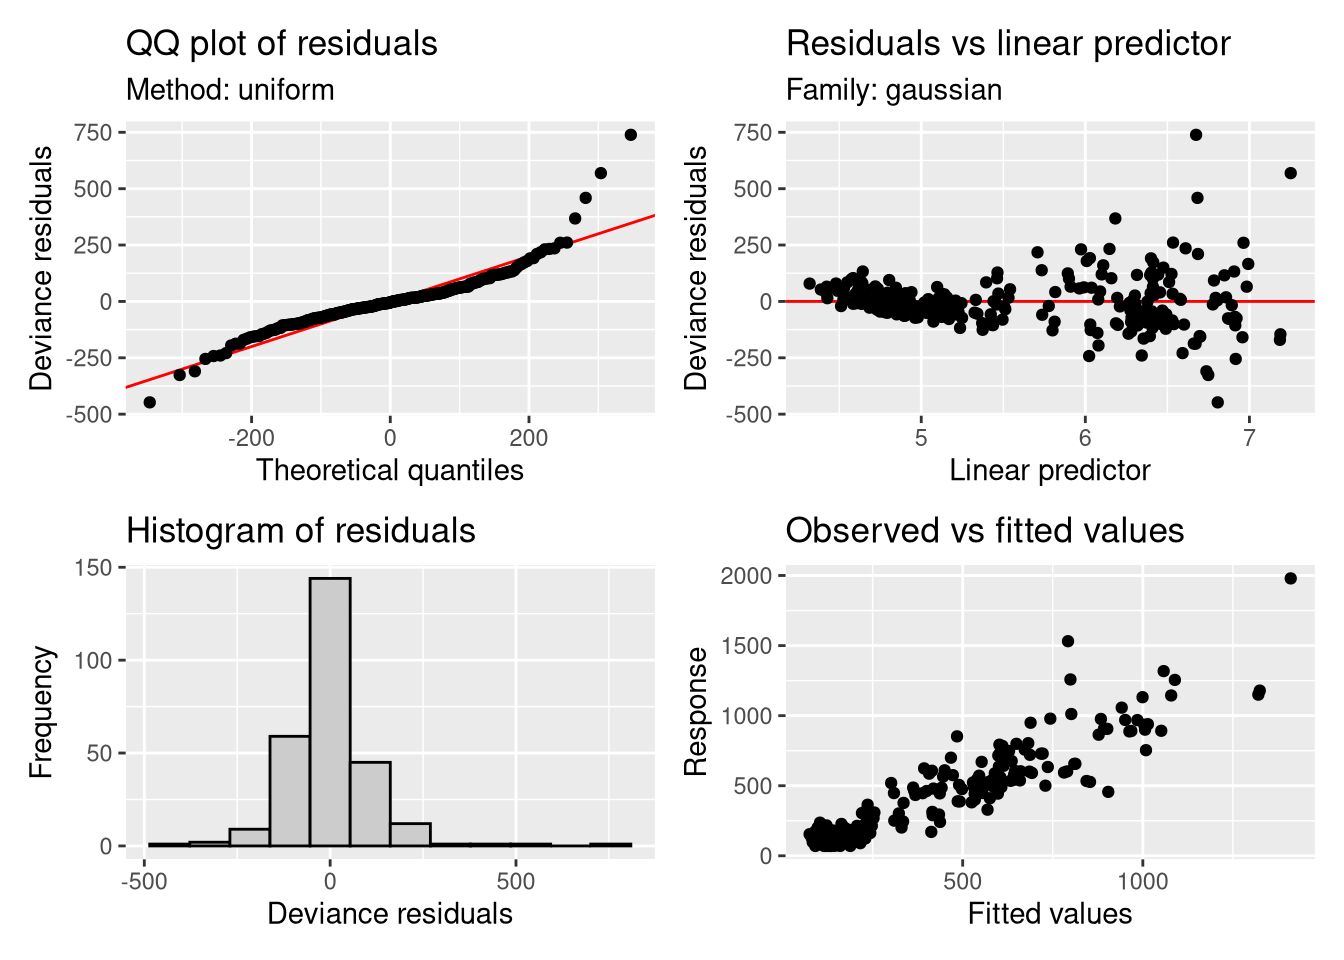 QQ plot of residuals
Method: uniform
Deviance residuals
750
500
250
0
-250
-500
-200
0
200
Theoretical quantiles
Residuals vs linear predictor
Family: gaussian
Deviance residuals
750
500
250
0
-250
-500
5
6
7
Linear predictor
Histogram of residuals
Frequency
150
100
50
0
-500
0
500
Deviance residuals
Observed vs fitted values
Response
2000
1500
1000
500
0
500
1000
Fitted values